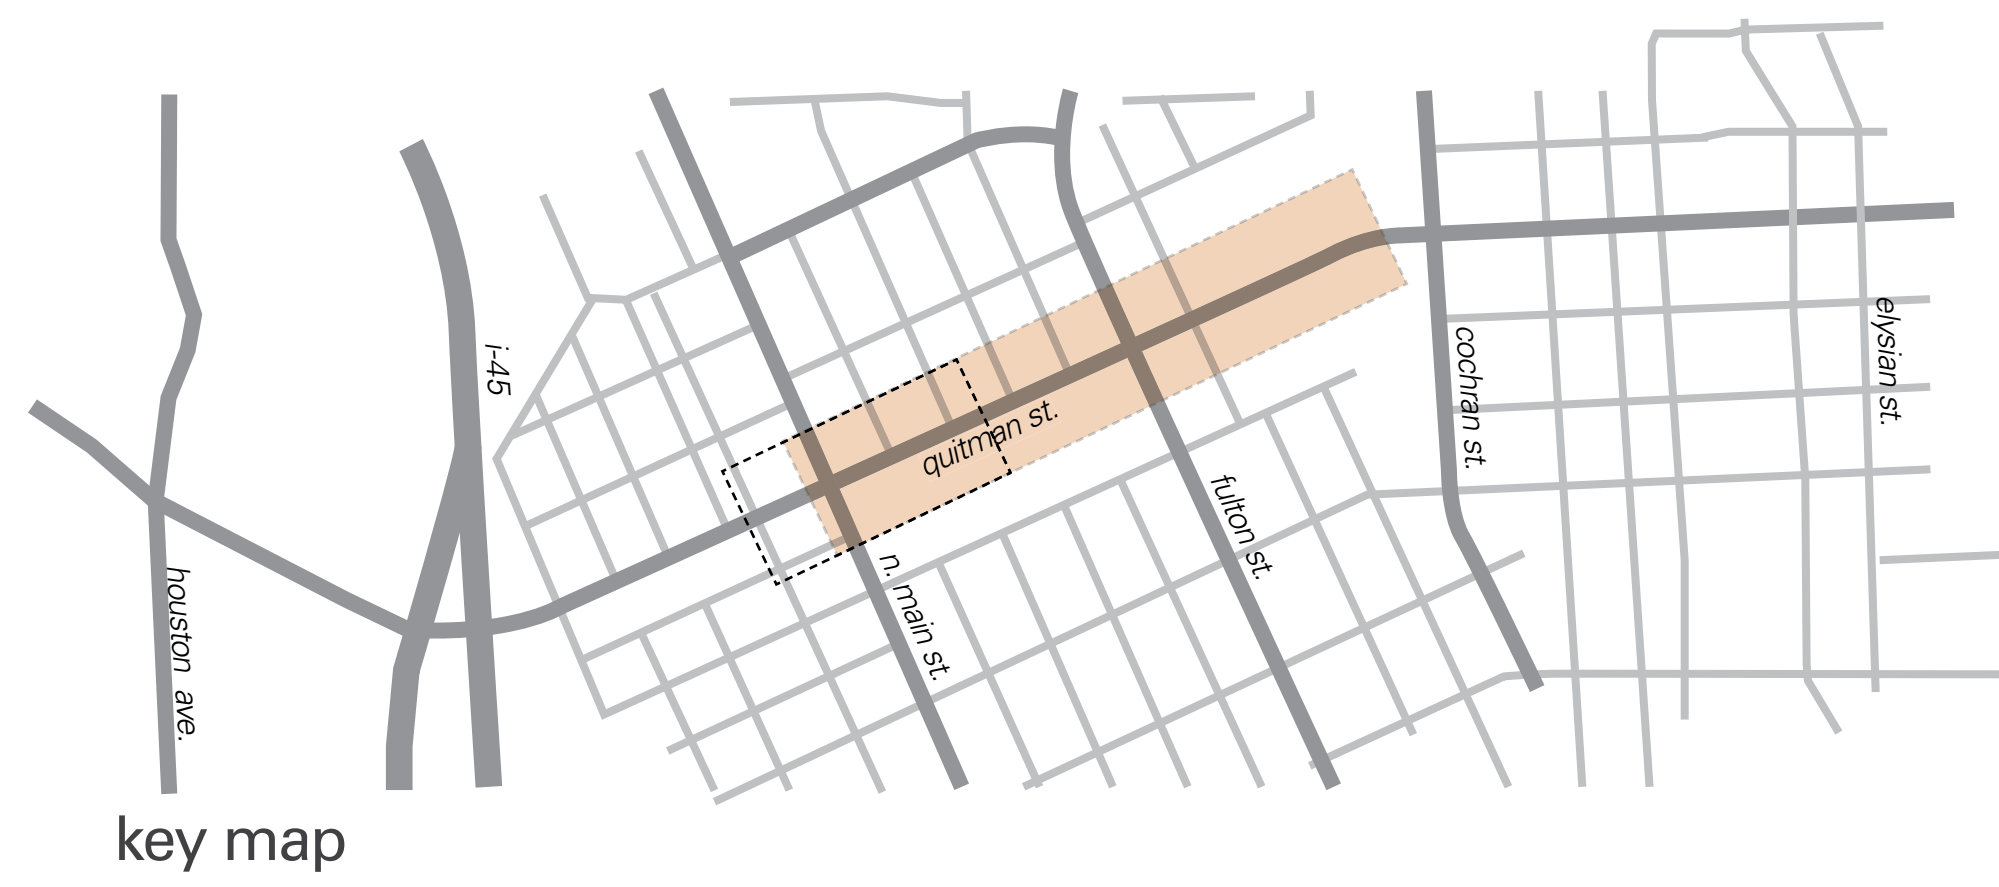 i-45
elysian st.
cochran st.
quitman st.
fulton st.
n. main st.
houston ave.
key map